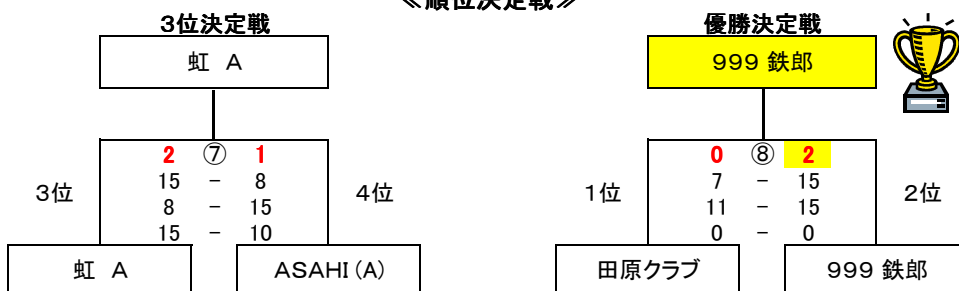 ≪順位決定戦≫
3位決定戦 優勝決定戦
虹 A 999 鉄郎
2 ⑦ 1 0 ⑧ 2
15 - 8 7 - 15
3位 8 - 15 4位 1位 11 - 15 2位
15 - 10 0 - 0
虹 A ASAHI(A) 田原クラブ 999 鉄郎